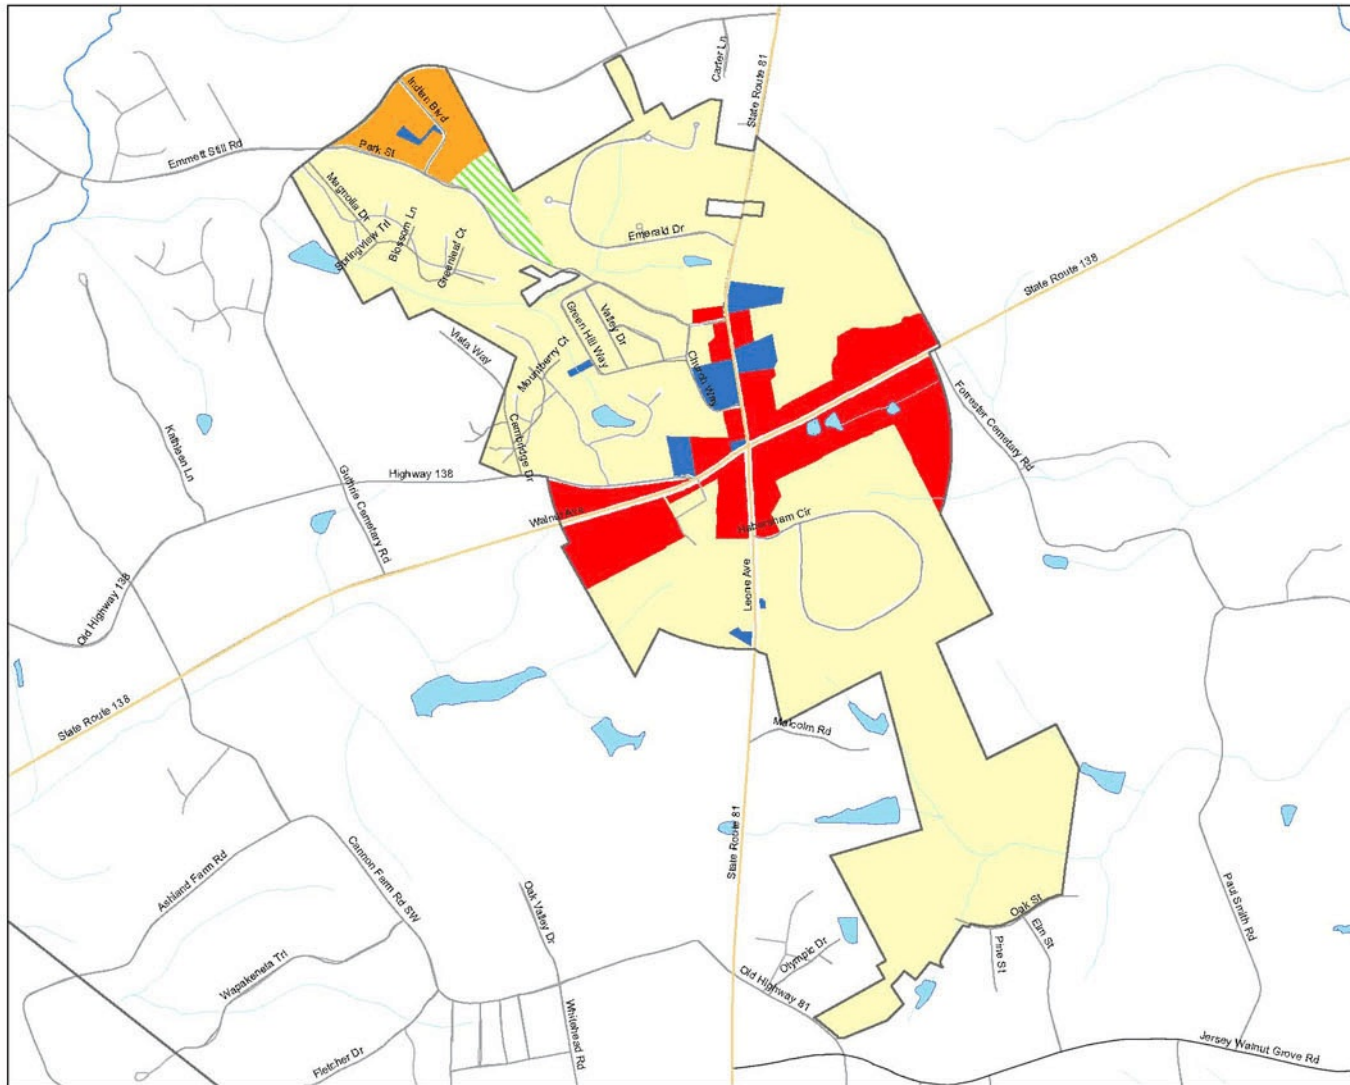 Carter Ln
State Route 81
Indian Blvd
Park St
Emmett Still Rd
Magnolia Dr
Springview Trl
Blossom Ln
Greenleaf Ct
Emerald Dr
State Route 138
Green Hill Way
Valley Dr
Vista Way
Mountberry Ct
Church Way
Cambridge Dr
Forrester Cemetary Rd
Kathleen Ln
Guthrie Cemetary Rd
Highway 138
Walnut Ave
Habersham Cir
Leone Ave
Old Highway 138
State Route 138
Malcolm Rd
State Route 81
Ashland Farm Rd
Cannon Farm Rd SW
Oak Valley Dr
Paul Smith Rd
Oak St
Elm St
Pine St
Olympic Dr
Old Highway 81
Wapakeneta Trl
Whitehead Rd
Fletcher Dr
Jersey Walnut Grove Rd